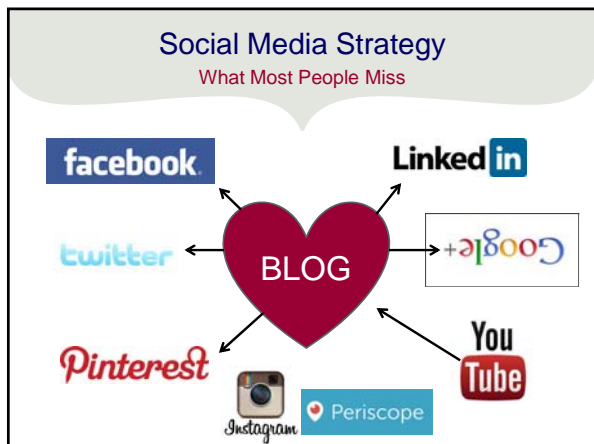 Social Media Strategy
What Most People Miss
facebook.
Linked in
twitter
BLOG
Google+
Pinterest
Instagram
Periscope
You
Tube